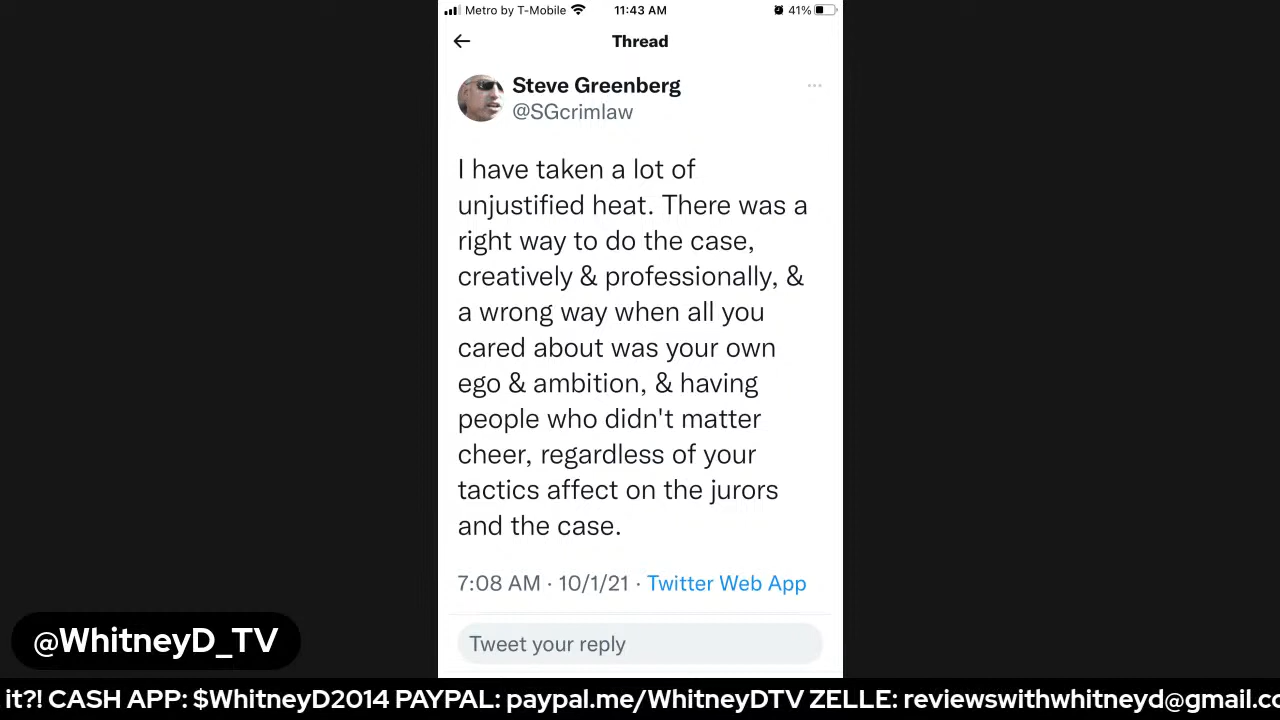 Metro by T-Mobile 11:43 AM 41%
Thread
Steve Greenberg
@SGcrimlaw
I have taken a lot of
unjustified heat. There was a
right way to do the case,
creatively & professionally, &
a wrong way when all you
cared about was your own
ego & ambition, & having
people who didn't matter
cheer, regardless of your
tactics affect on the jurors
and the case.
7:08 AM · 10/1/21 · Twitter Web App
Tweet your reply
@WhitneyD_TV
it?! CASH APP: $WhitneyD2014 PAYPAL: paypal.me/WhitneyDTV ZELLE: reviewswithwhitneyd@gmail.co